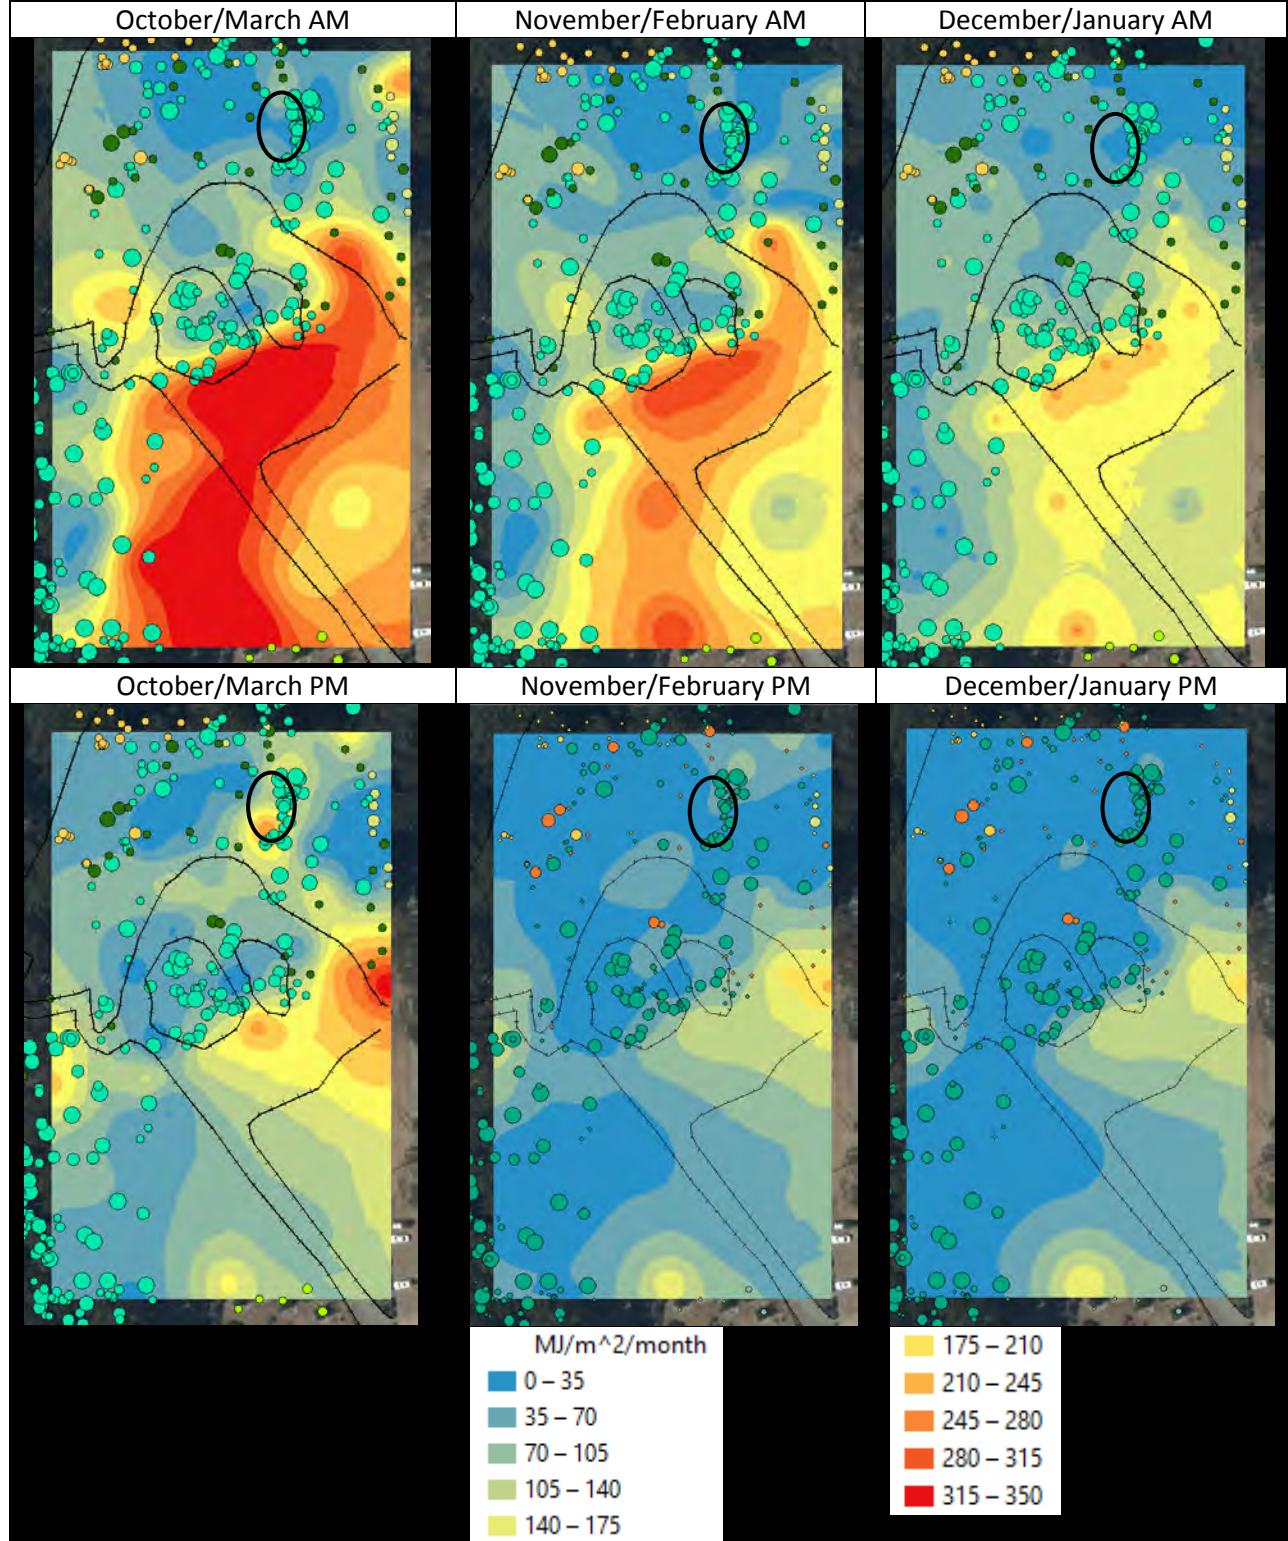 October/March AM
November/February AM
December/January AM
October/March PM
November/February PM
December/January PM
MJ/m^2/month
0 – 35
35 – 70
70 – 105
105 – 140
140 – 175
175 – 210
210 – 245
245 – 280
280 – 315
315 – 350